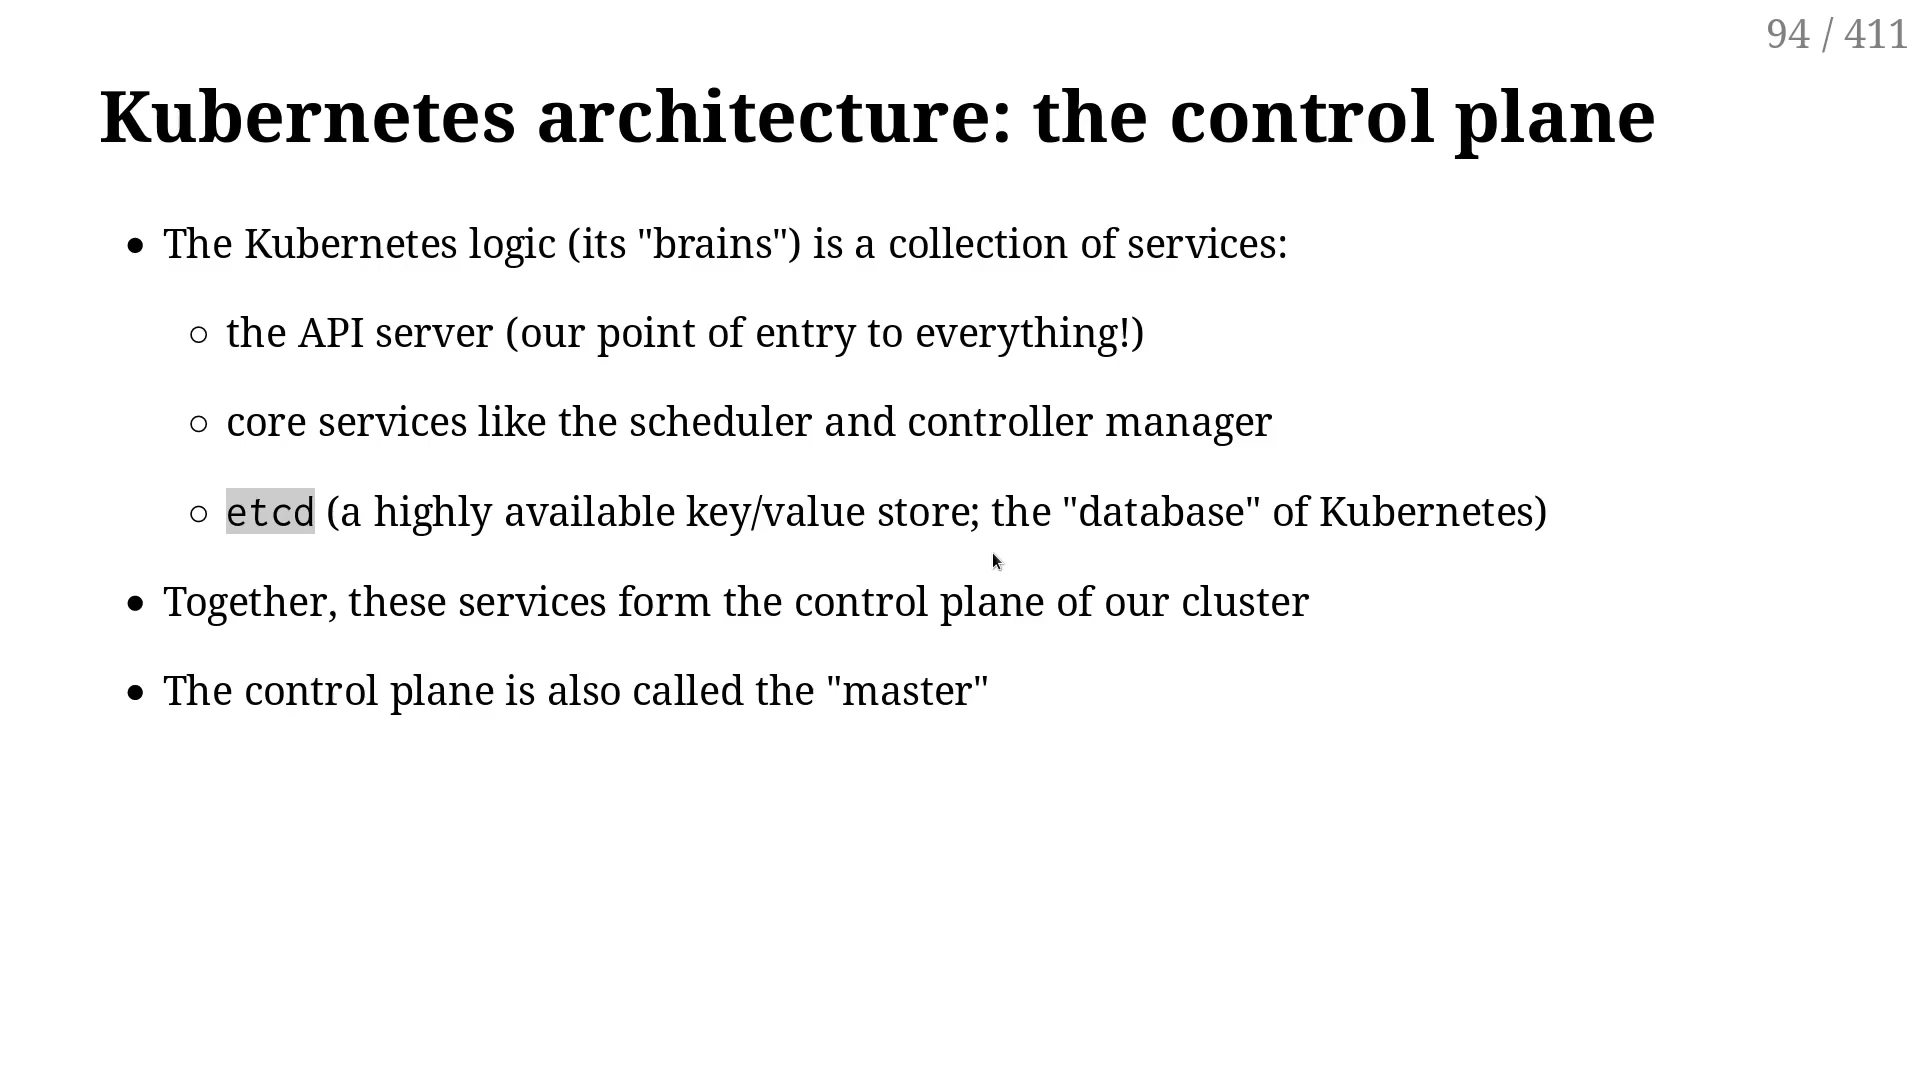 94 / 411
Kubernetes architecture: the control plane
The Kubernetes logic (its "brains") is a collection of services:
the API server (our point of entry to everything!)
core services like the scheduler and controller manager
etcd (a highly available key/value store; the "database" of Kubernetes)
Together, these services form the control plane of our cluster
The control plane is also called the "master"